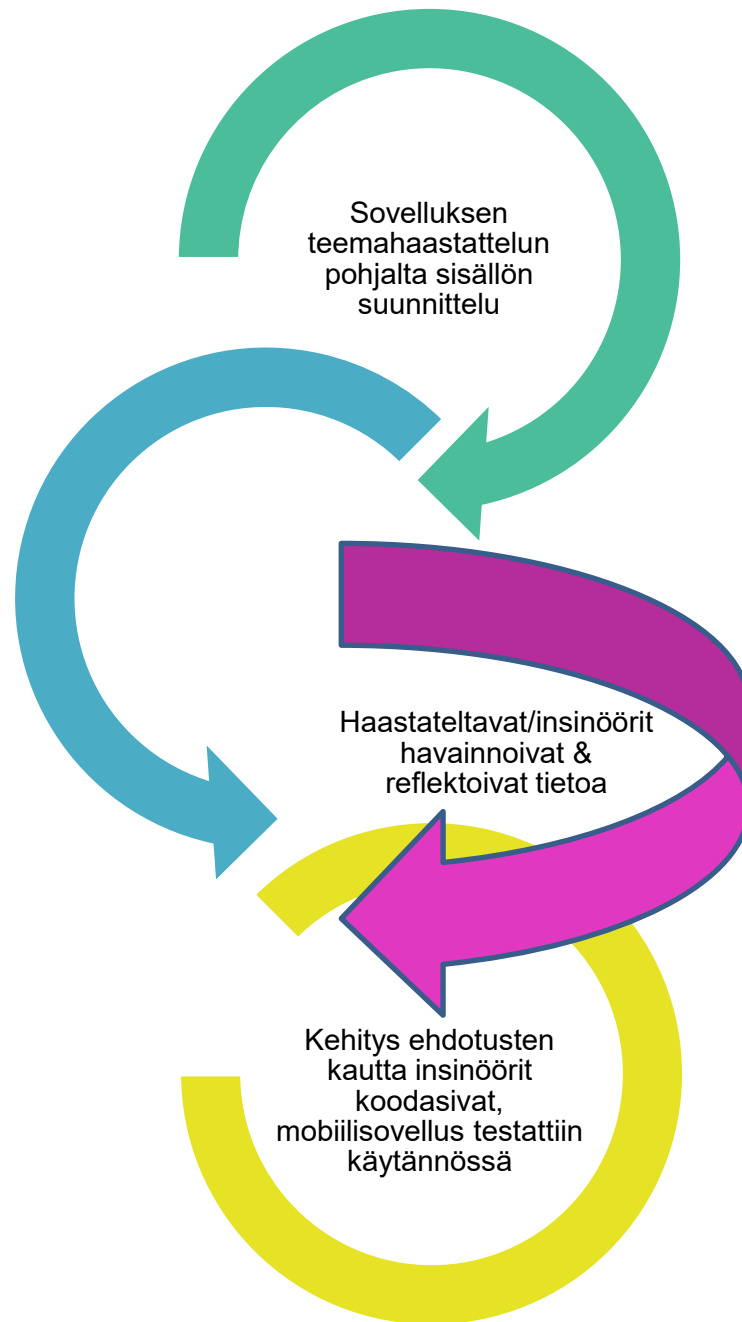 Sovelluksen
teemahaastattelun
pohjalta sisällön
suunnittelu
Haastateltavat/insinöörit
havainnoivat &
reflektoivat tietoa
Kehitys ehdotusten
kautta insinöörit
koodasivat,
mobiilisovellus testattiin
käytännössä